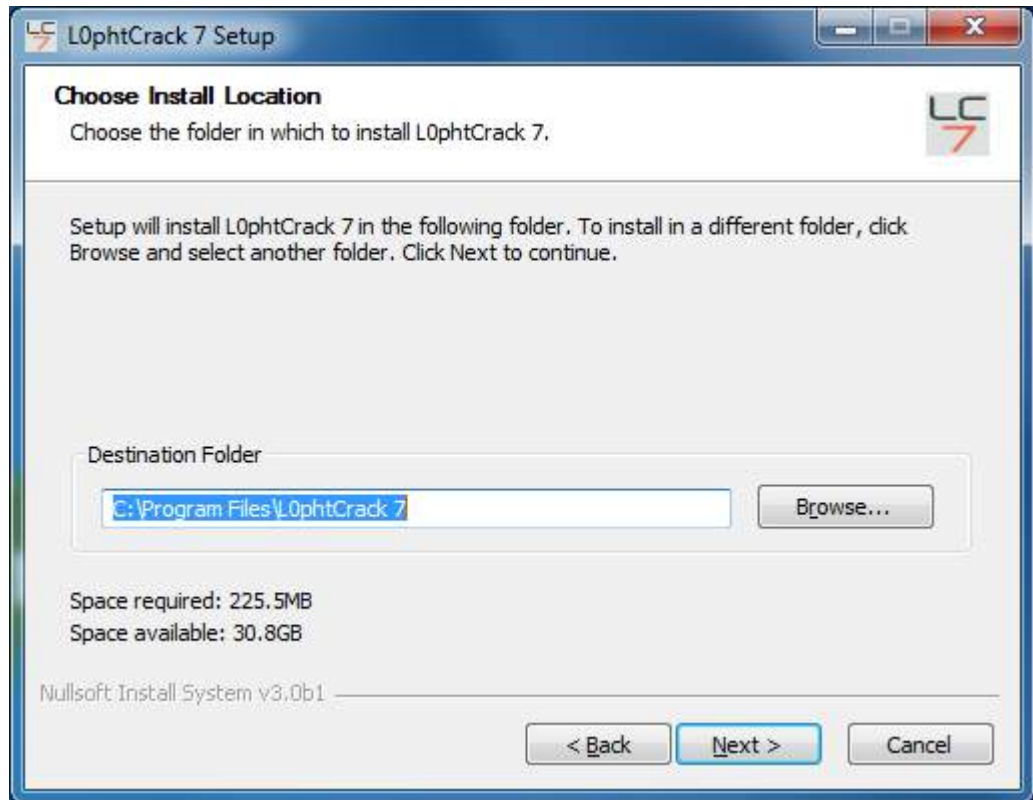 LC
7
L0phtCrack 7 Setup
Choose Install Location
Choose the folder in which to install L0phtCrack 7.
LC
7
Setup will install L0phtCrack 7 in the following folder. To install in a different folder, click
Browse and select another folder. Click Next to continue.
Destination Folder
C:\Program Files\L0phtCrack 7
Browse...
Space required: 225.5MB
Space available: 30.8GB
Nullsoft Install System v3.0b1
< Back
Next >
Cancel